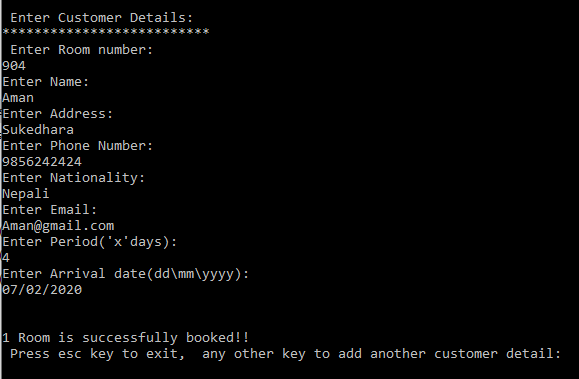 Enter Customer Details:
**************************
Enter Room number:
904
Enter Name:
Aman
Enter Address:
Sukedhara
Enter Phone Number:
9856242424
Enter Nationality:
Nepali
Enter Email:
Aman@gmail.com
Enter Period('x'days):
4
Enter Arrival date(dd\mm\yyyy):
07/02/2020
1 Room is successfully booked!!
Press esc key to exit,  any other key to add another customer detail: